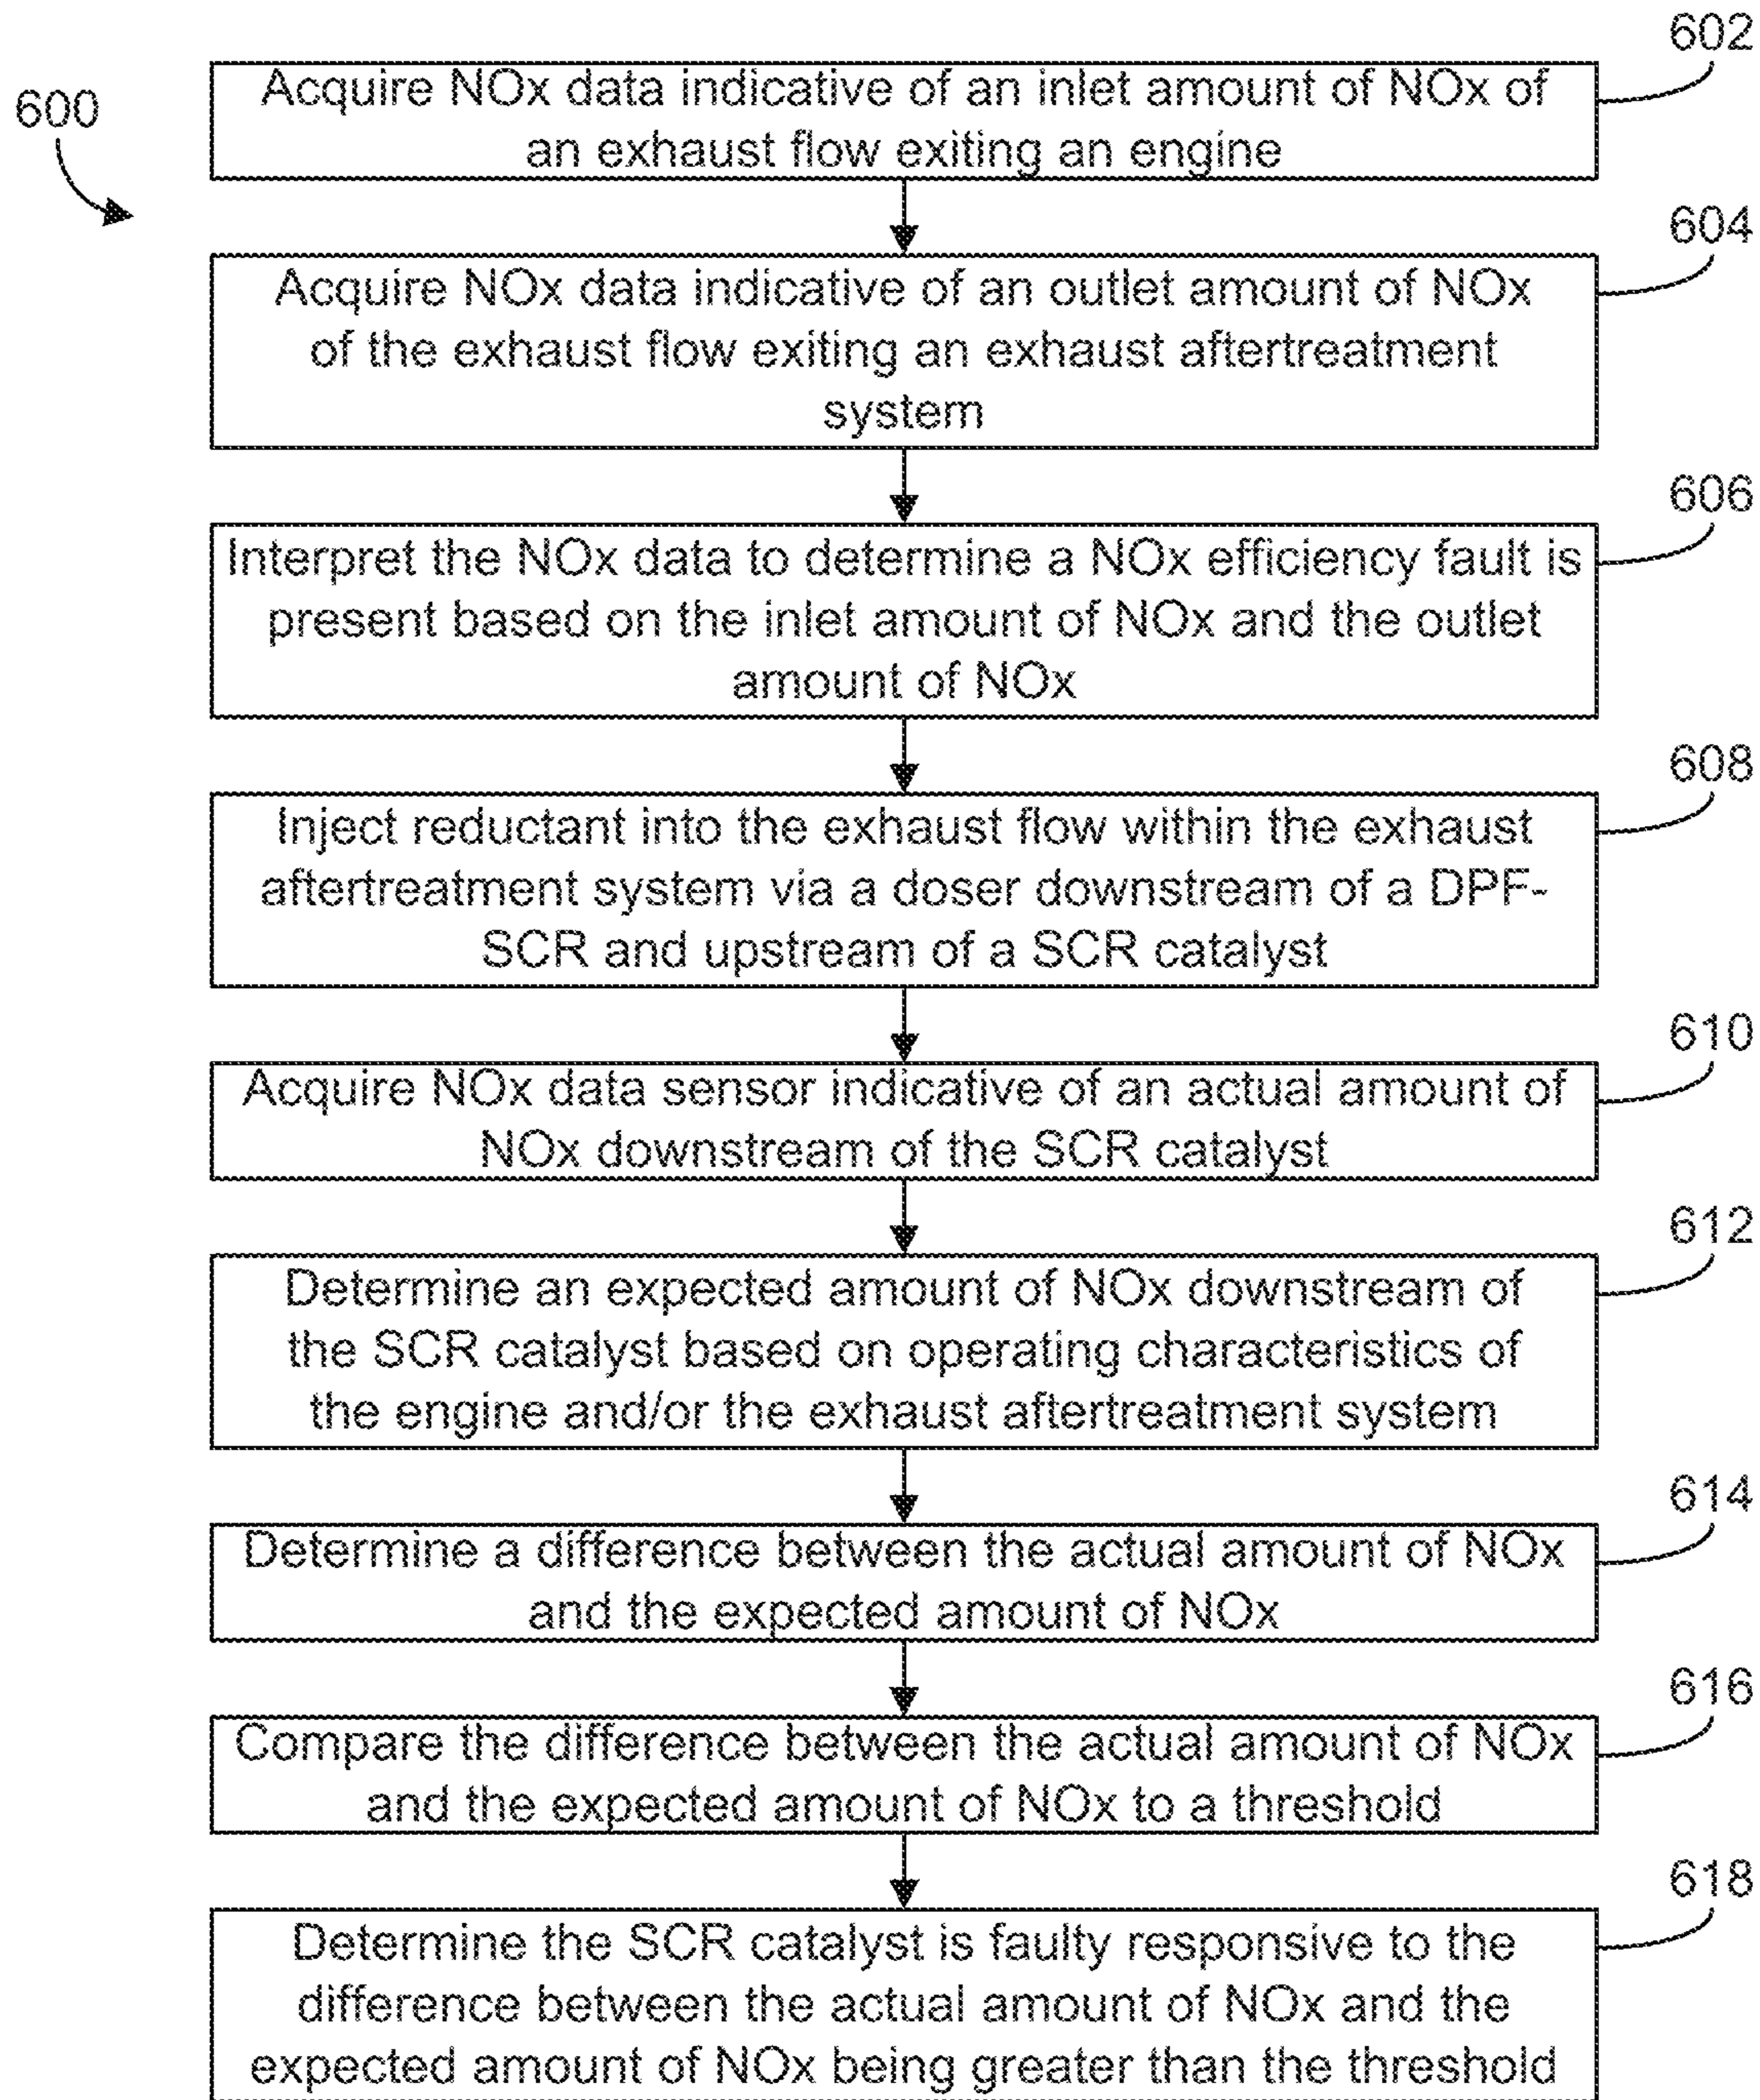 602
600
Acquire NOx data indicative of an inlet amount of NOx of
an exhaust flow exiting an engine
604
Acquire NOx data indicative of an outlet amount of NOx
of the exhaust flow exiting an exhaust aftertreatment
system
606
Interpret the NOx data to determine a NOx efficiency fault is
present based on the inlet amount of NOx and the outlet
amount of NOx
608
Inject reductant into the exhaust flow within the exhaust
aftertreatment system via a doser downstream of a DPF-
SCR and upstream of a SCR catalyst
610
Acquire NOx data sensor indicative of an actual amount of
NOx downstream of the SCR catalyst
612
Determine an expected amount of NOx downstream of
the SCR catalyst based on operating characteristics of
the engine and/or the exhaust aftertreatment system
614
Determine a difference between the actual amount of NOx
and the expected amount of NOx
616
Compare the difference between the actual amount of NOx
and the expected amount of NOx to a threshold
618
Determine the SCR catalyst is faulty responsive to the
difference between the actual amount of NOx and the
expected amount of NOx being greater than the threshold